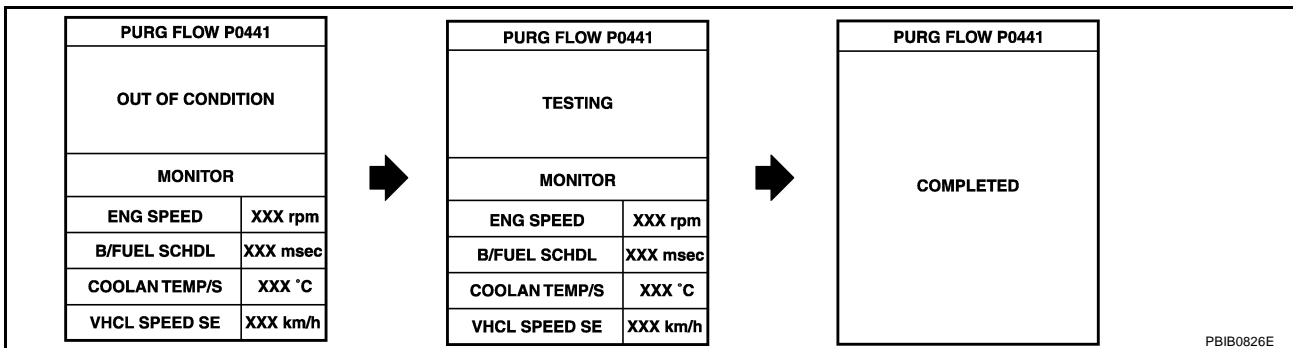 PURG FLOW P0441
OUT OF CONDITION
MONITOR
ENG SPEED XXX rpm
B/FUEL SCHDL XXX msec
COOLAN TEMP/S XXX ˚C
VHCL SPEED SE XXX km/h
PURG FLOW P0441
TESTING
MONITOR
ENG SPEED XXX rpm
B/FUEL SCHDL XXX msec
COOLAN TEMP/S XXX ˚C
VHCL SPEED SE XXX km/h
PURG FLOW P0441
COMPLETED
PBIB0826E